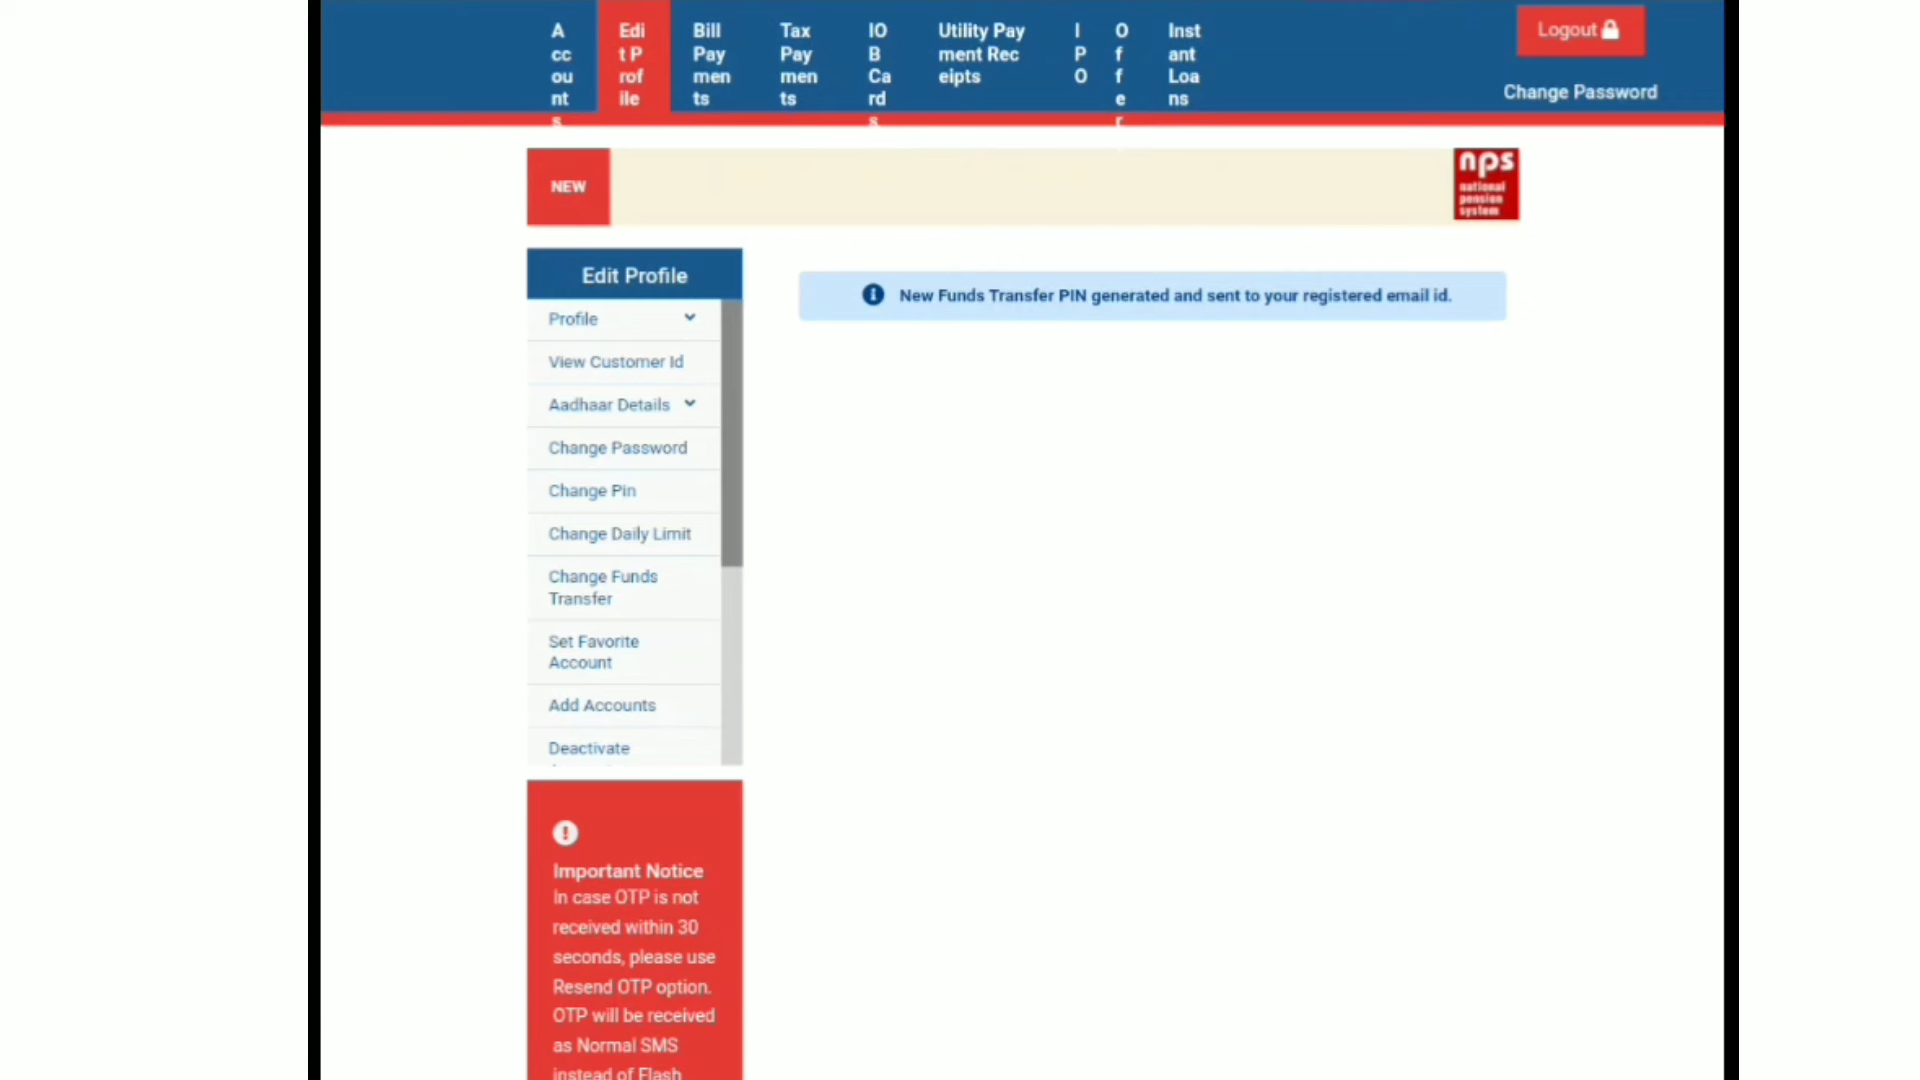 A
cc
ou
nt
s
Edi
t P
rof
ile
Bill
Pay
men
ts
Tax
Pay
men
ts
IO
B
Ca
rd
s
Utility Pay
ment Rec
eipts
I
P
O
O
f
f
e
r
Inst
ant
Loa
ns
Logout
Change Password
NEW
nps
national
pension
system
Edit Profile
Profile
View Customer Id
Aadhaar Details
Change Password
Change Pin
Change Daily Limit
Change Funds
Transfer
Set Favorite
Account
Add Accounts
Deactivate
New Funds Transfer PIN generated and sent to your registered email id.
Important Notice
In case OTP is not
received within 30
seconds, please use
Resend OTP option.
OTP will be received
as Normal SMS
instead of Flash